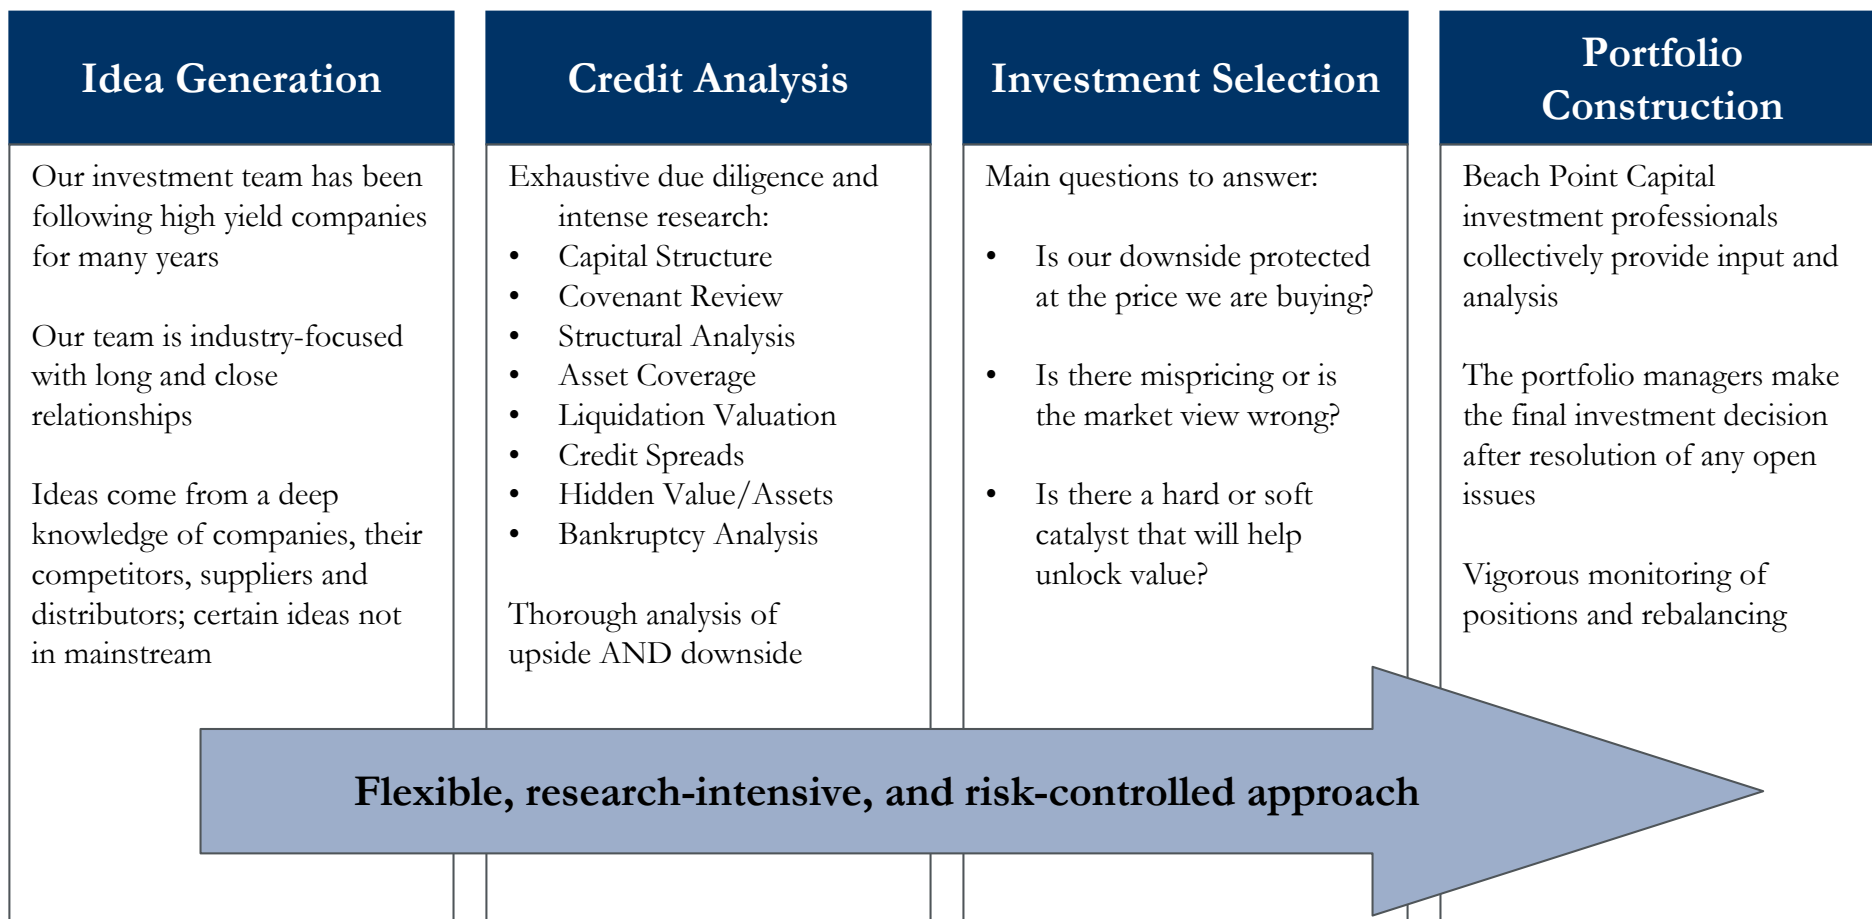 Idea Generation
Our investment team has been
following high yield companies
for many years
Our team is industry-focused
with long and close
relationships
Ideas come from a deep
knowledge of companies, their
competitors, suppliers and
distributors; certain ideas not
in mainstream
Credit Analysis
Exhaustive due diligence and
intense research:
• Capital Structure
• Covenant Review
• Structural Analysis
• Asset Coverage
• Liquidation Valuation
• Credit Spreads
• Hidden Value/Assets
• Bankruptcy Analysis
Thorough analysis of
upside AND downside
Investment Selection
Main questions to answer:
• Is our downside protected
at the price we are buying?
• Is there mispricing or is
the market view wrong?
• Is there a hard or soft
catalyst that will help
unlock value?
Portfolio
Construction
Beach Point Capital
investment professionals
collectively provide input and
analysis
The portfolio managers make
the final investment decision
after resolution of any open
issues
Vigorous monitoring of
positions and rebalancing
Flexible, research-intensive, and risk-controlled approach